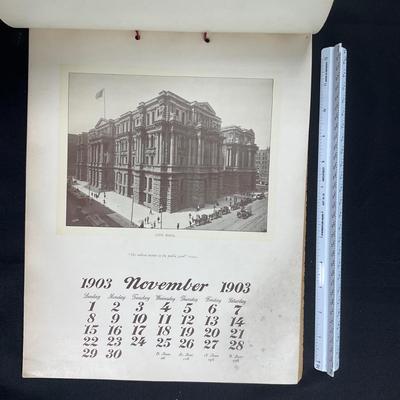 CITY HALL.
1903 November 1903
Sunday Monday Tuesday Wednesday Thursday Friday Saturday
1 2 3 4 5 6 7
8 9 10 11 12 13 14
15 16 17 18 19 20 21
22 23 24 25 26 27 28
29 30